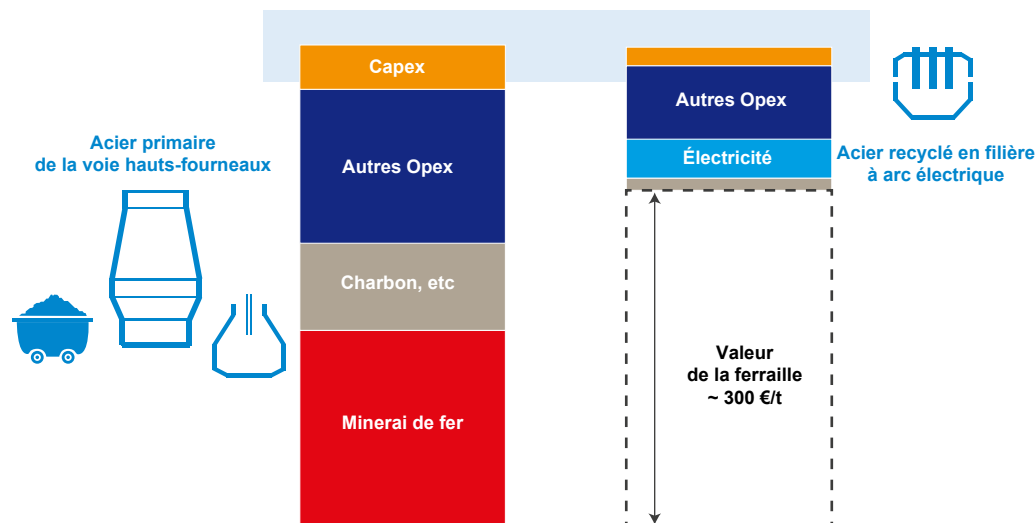 Acier primaire
de la voie hauts-fourneaux
Capex
Autres Opex
Charbon, etc
Minerai de fer
Autres Opex
Électricité
Valeur
de la ferraille
~ 300 €/t
Acier recyclé en filière
à arc électrique